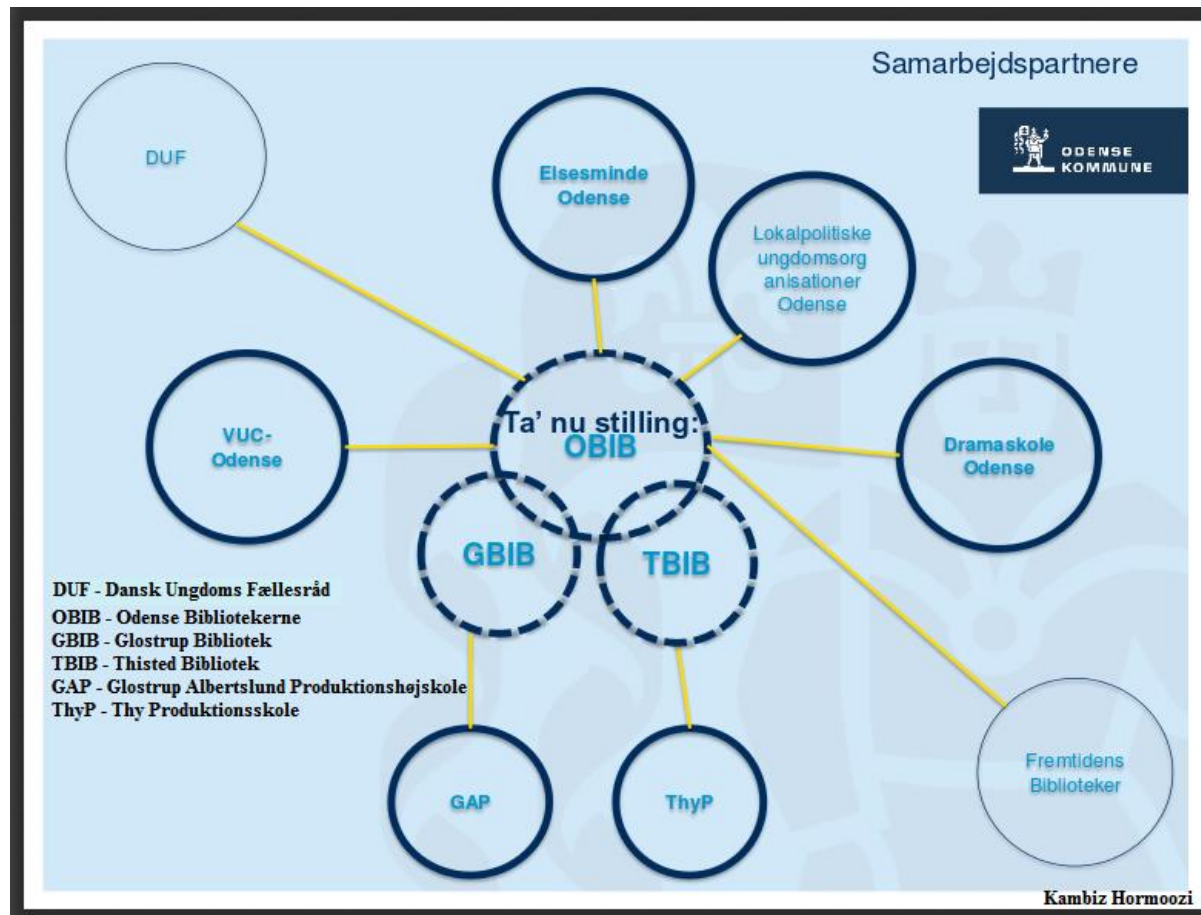 Samarbejdspartnere
ODENSE
KOMMUNE
DUF
Elsesminde
Odense
Lokalpolitiske
ungdomsorg
anisationer
Odense
VUC-
Odense
Ta' nu stilling:
OBIB
Dramaskole
Odense
GBIB
TBIB
DUF - Dansk Ungdoms Fællesråd
OBIB - Odense Bibliotekerne
GBIB - Glostrup Bibliotek
TBIB - Thisted Bibliotek
GAP - Glostrup Albertslund Produktionshøjskole
ThyP - Thy Produktionsskole
GAP
ThyP
Fremtidens
Biblioteker
Kambiz Hormoozi